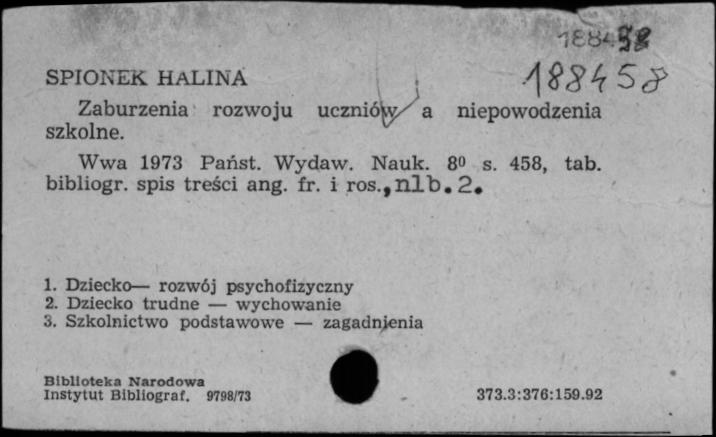 188458
SPIONEK HALINA 188458
Zaburzenia rozwoju uczniów a niepowodzenia
szkolne.
Wwa 1973 Państ. Wydaw. Nauk. 8⁰ s. 458, tab.
bibliogr. spis treści ang. fr. i ros., nlb. 2.
1. Dziecko— rozwój psychofizyczny
2. Dziecko trudne — wychowanie
3. Szkolnictwo podstawowe — zagadnienia
Biblioteka Narodowa
Instytut Bibliograf. 9798/73 373.3:376:159.92